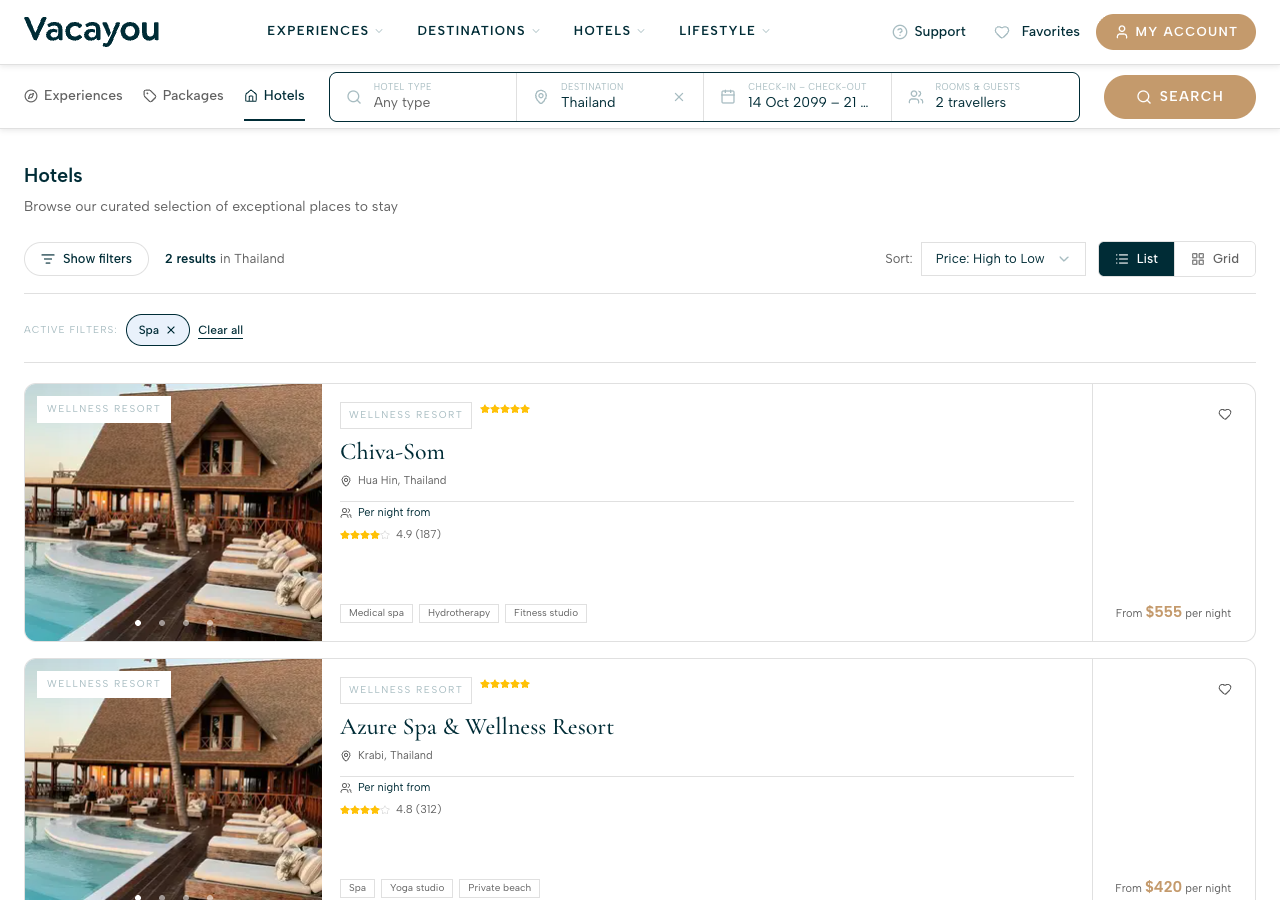 Vacayou
EXPERIENCES
DESTINATIONS
HOTELS
LIFESTYLE
Support
Favorites
MY ACCOUNT
Experiences
Packages
Hotels
HOTEL TYPE
Any type
DESTINATION
Thailand
CHECK-IN – CHECK-OUT
14 Oct 2099 – 21 ...
ROOMS & GUESTS
2 travellers
SEARCH
Hotels
Browse our curated selection of exceptional places to stay
Show filters
2 results in Thailand
Sort:
Price: High to Low
List
Grid
ACTIVE FILTERS:
Spa
Clear all
WELLNESS RESORT
WELLNESS RESORT
Chiva-Som
Hua Hin, Thailand
Per night from
4.9 (187)
Medical spa
Hydrotherapy
Fitness studio
From $555 per night
WELLNESS RESORT
WELLNESS RESORT
Azure Spa & Wellness Resort
Krabi, Thailand
Per night from
4.8 (312)
Spa
Yoga studio
Private beach
From $420 per night